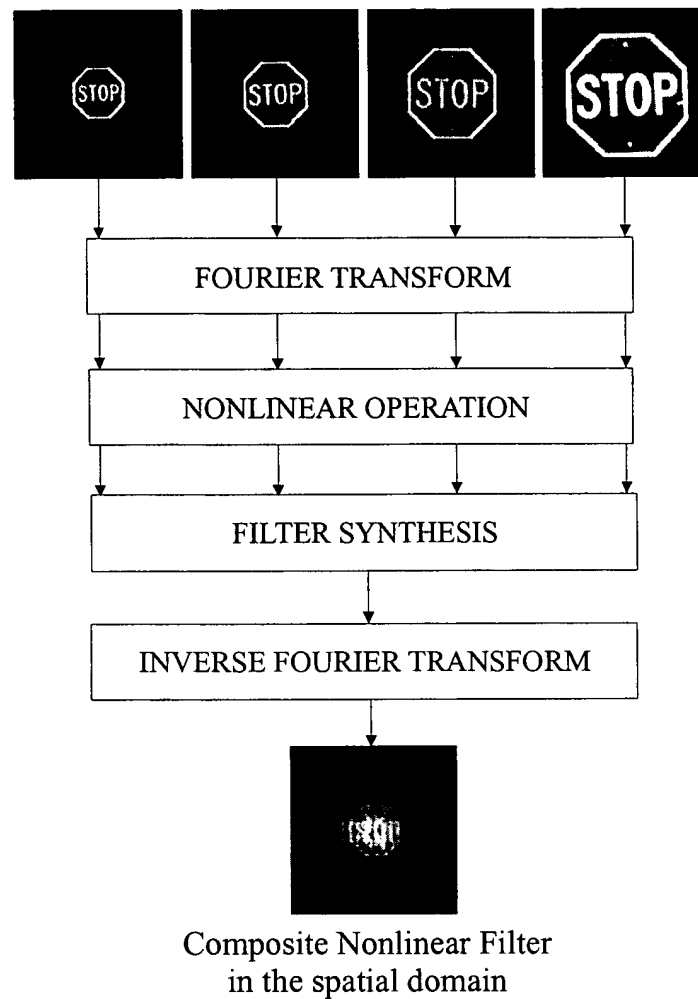 STOP STOP STOP STOP
FOURIER TRANSFORM
NONLINEAR OPERATION
FILTER SYNTHESIS
INVERSE FOURIER TRANSFORM
Composite Nonlinear Filter
in the spatial domain